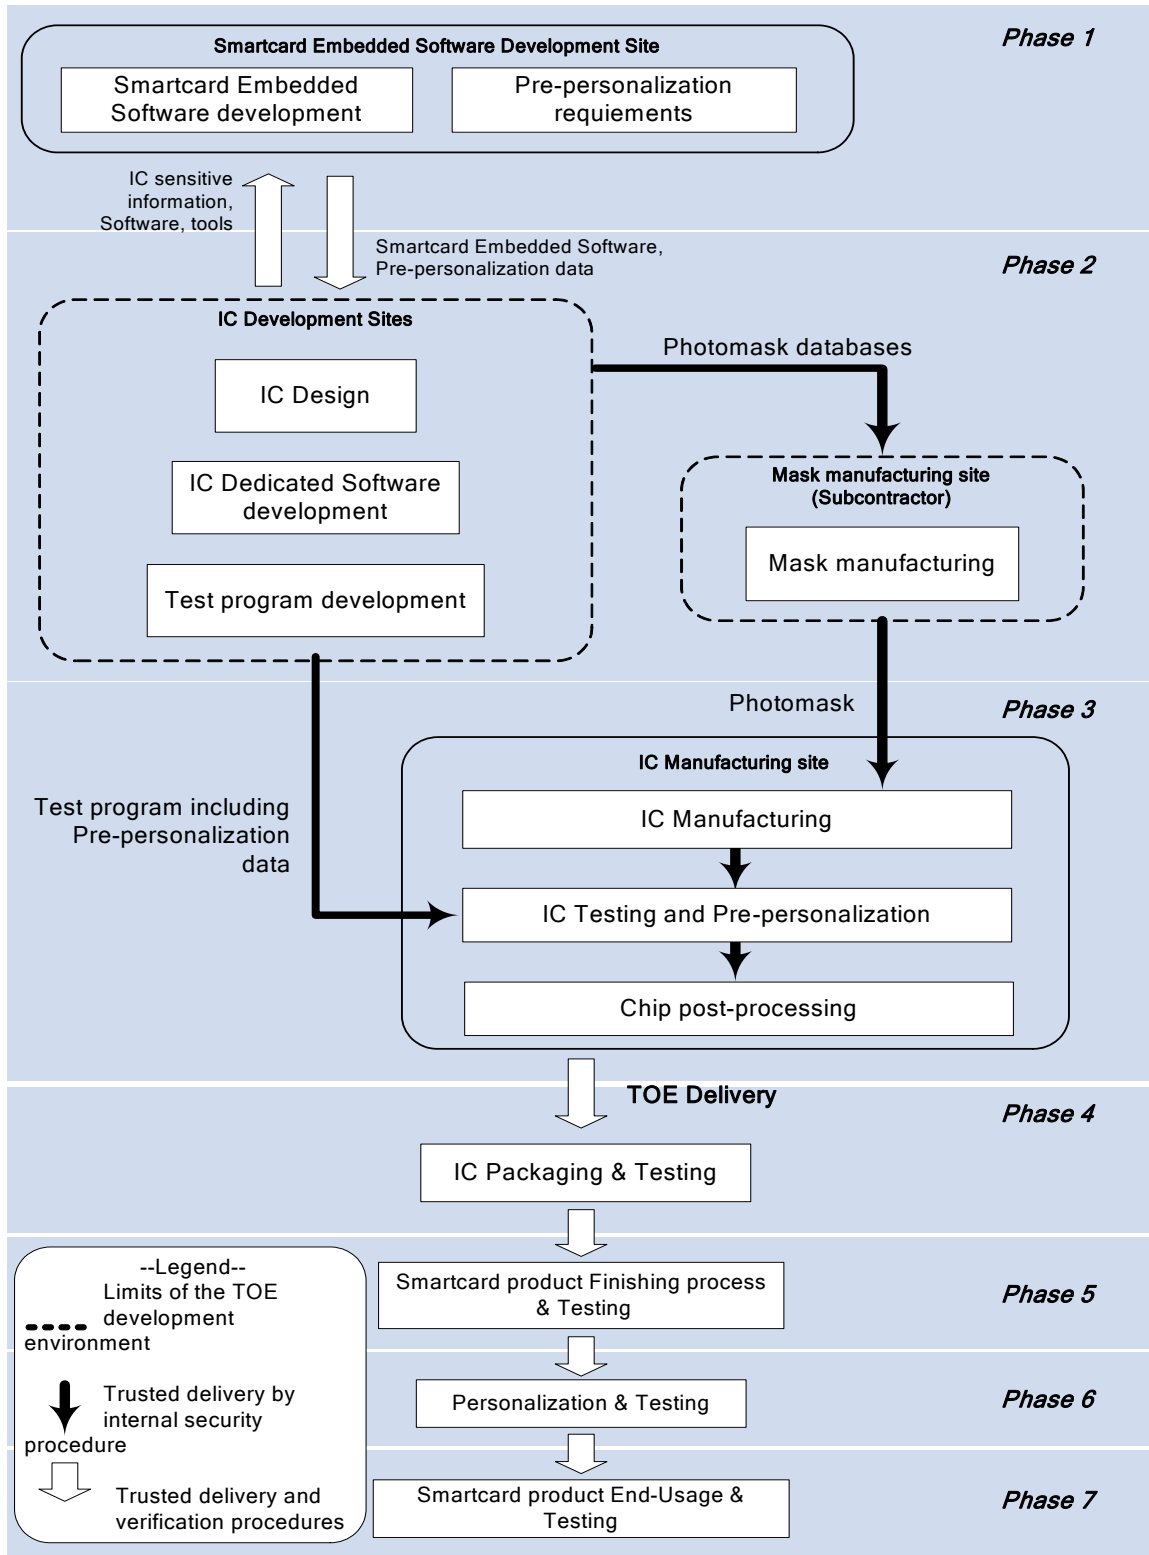 Phase 1
Smartcard Embedded Software Development Site
Smartcard Embedded
Software development
Pre-personalization
requiements
IC sensitive
information,
Software, tools
Smartcard Embedded Software,
Pre-personalization data
Phase 2
IC Development Sites
IC Design
IC Dedicated Software
development
Test program development
Photomask databases
Mask manufacturing site
(Subcontractor)
Mask manufacturing
Photomask
Phase 3
IC Manufacturing site
IC Manufacturing
Test program including
Pre-personalization
data
IC Testing and Pre-personalization
Chip post-processing
TOE Delivery
Phase 4
IC Packaging & Testing
Smartcard product Finishing process
& Testing
Phase 5
Personalization & Testing
Phase 6
Smartcard product End-Usage &
Testing
Phase 7
--Legend--
Limits of the TOE
development
environment
Trusted delivery by
internal security
procedure
Trusted delivery and
verification procedures